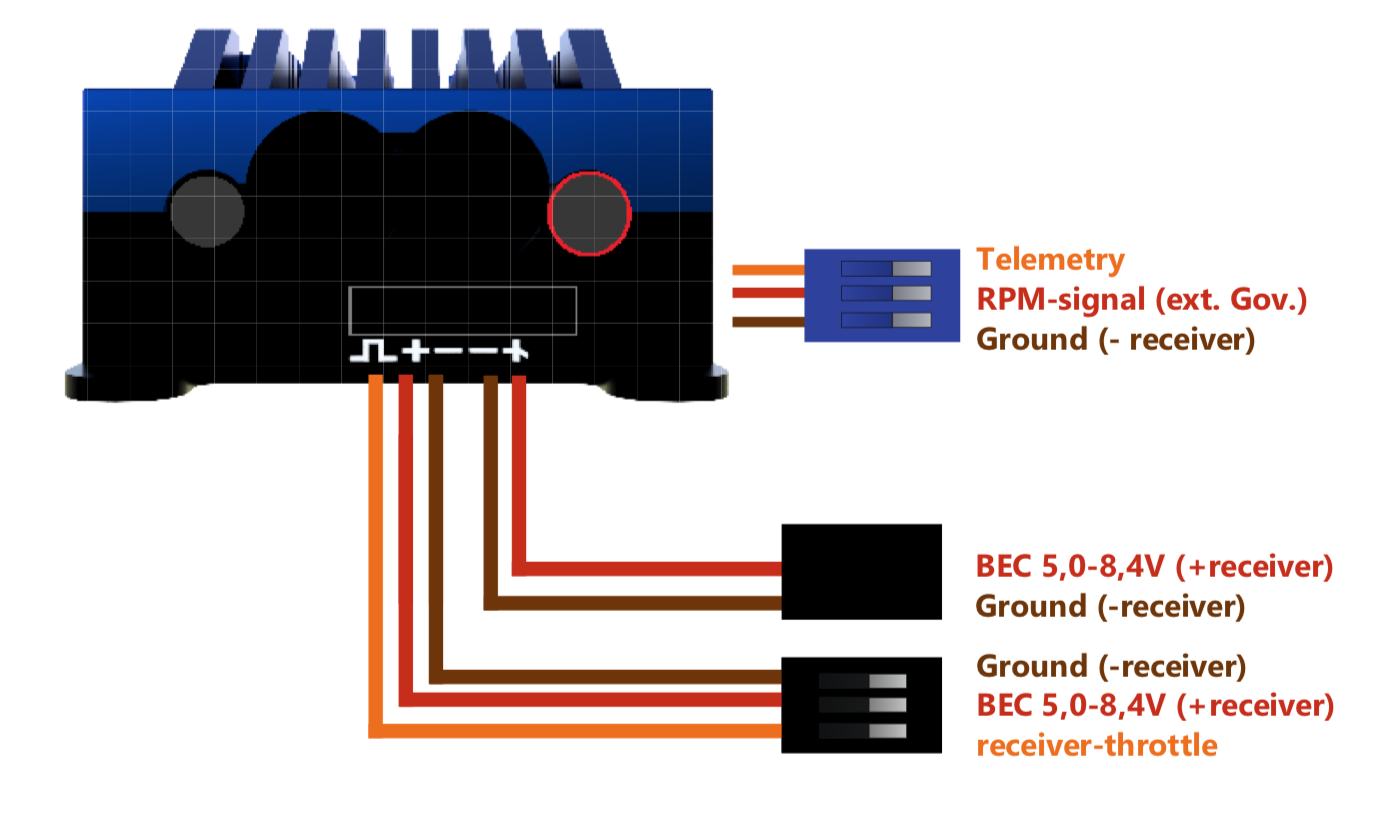 Telemetry
RPM-signal (ext. Gov.)
Ground (- receiver)
+ − − +
BEC 5,0-8,4V (+receiver)
Ground (-receiver)
Ground (-receiver)
BEC 5,0-8,4V (+receiver)
receiver-throttle